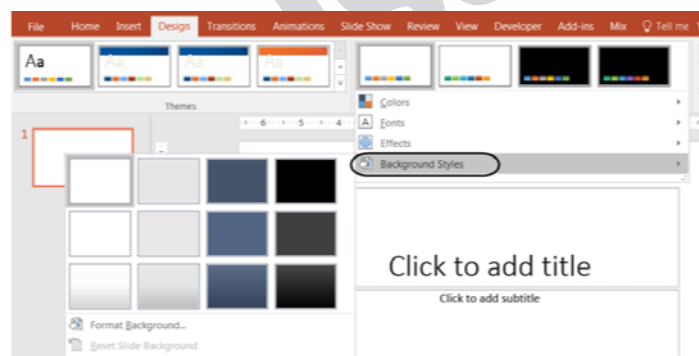 File Home Insert Design Transitions Animations Slide Show Review View Developer Add-ins Mix Tell me
Aa Aa Aa Aa
Themes
Colors
Fonts
Effects
Background Styles
6 5 4
1
Click to add title
Click to add subtitle
Format Background...
Reset Slide Background